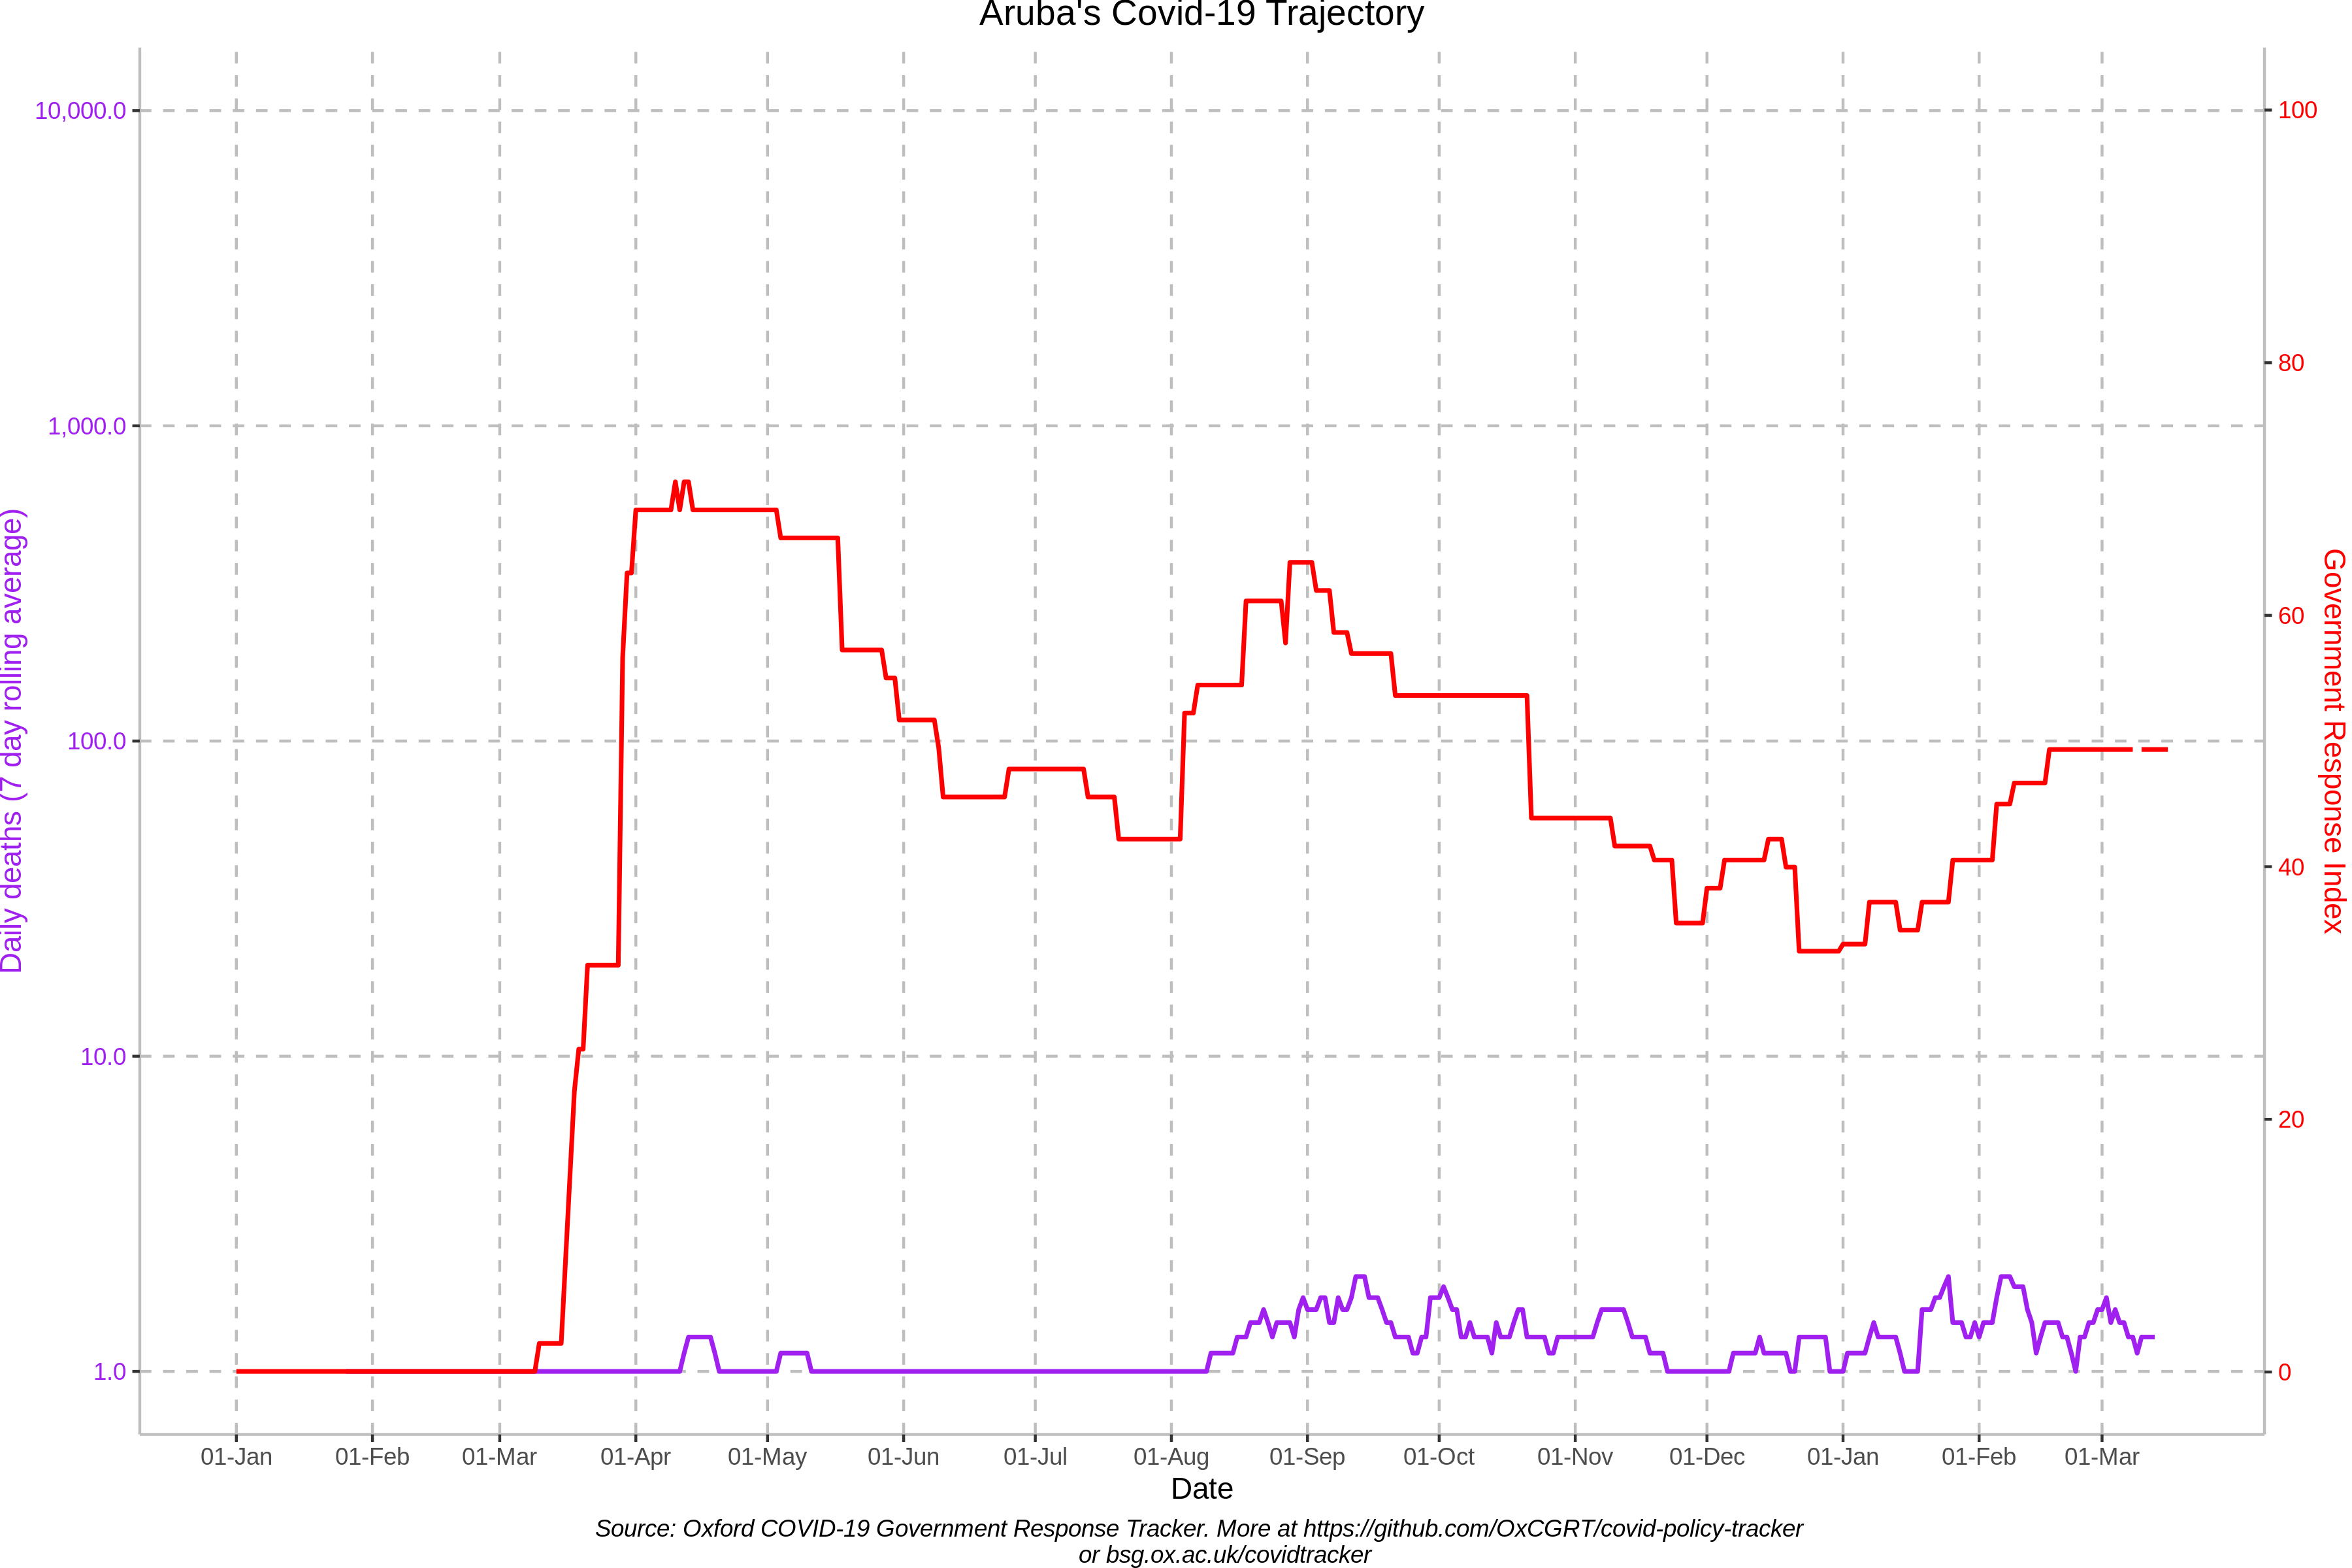 Aruba's Covid-19 Trajectory
10,000.0
1,000.0
100.0
10.0
1.0
Daily deaths (7 day rolling average)
100
80
60
40
20
0
Government Response Index
01-Jan 01-Feb 01-Mar 01-Apr 01-May 01-Jun 01-Jul 01-Aug 01-Sep 01-Oct 01-Nov 01-Dec 01-Jan 01-Feb 01-Mar
Date
Source: Oxford COVID-19 Government Response Tracker. More at https://github.com/OxCGRT/covid-policy-tracker
or bsg.ox.ac.uk/covidtracker